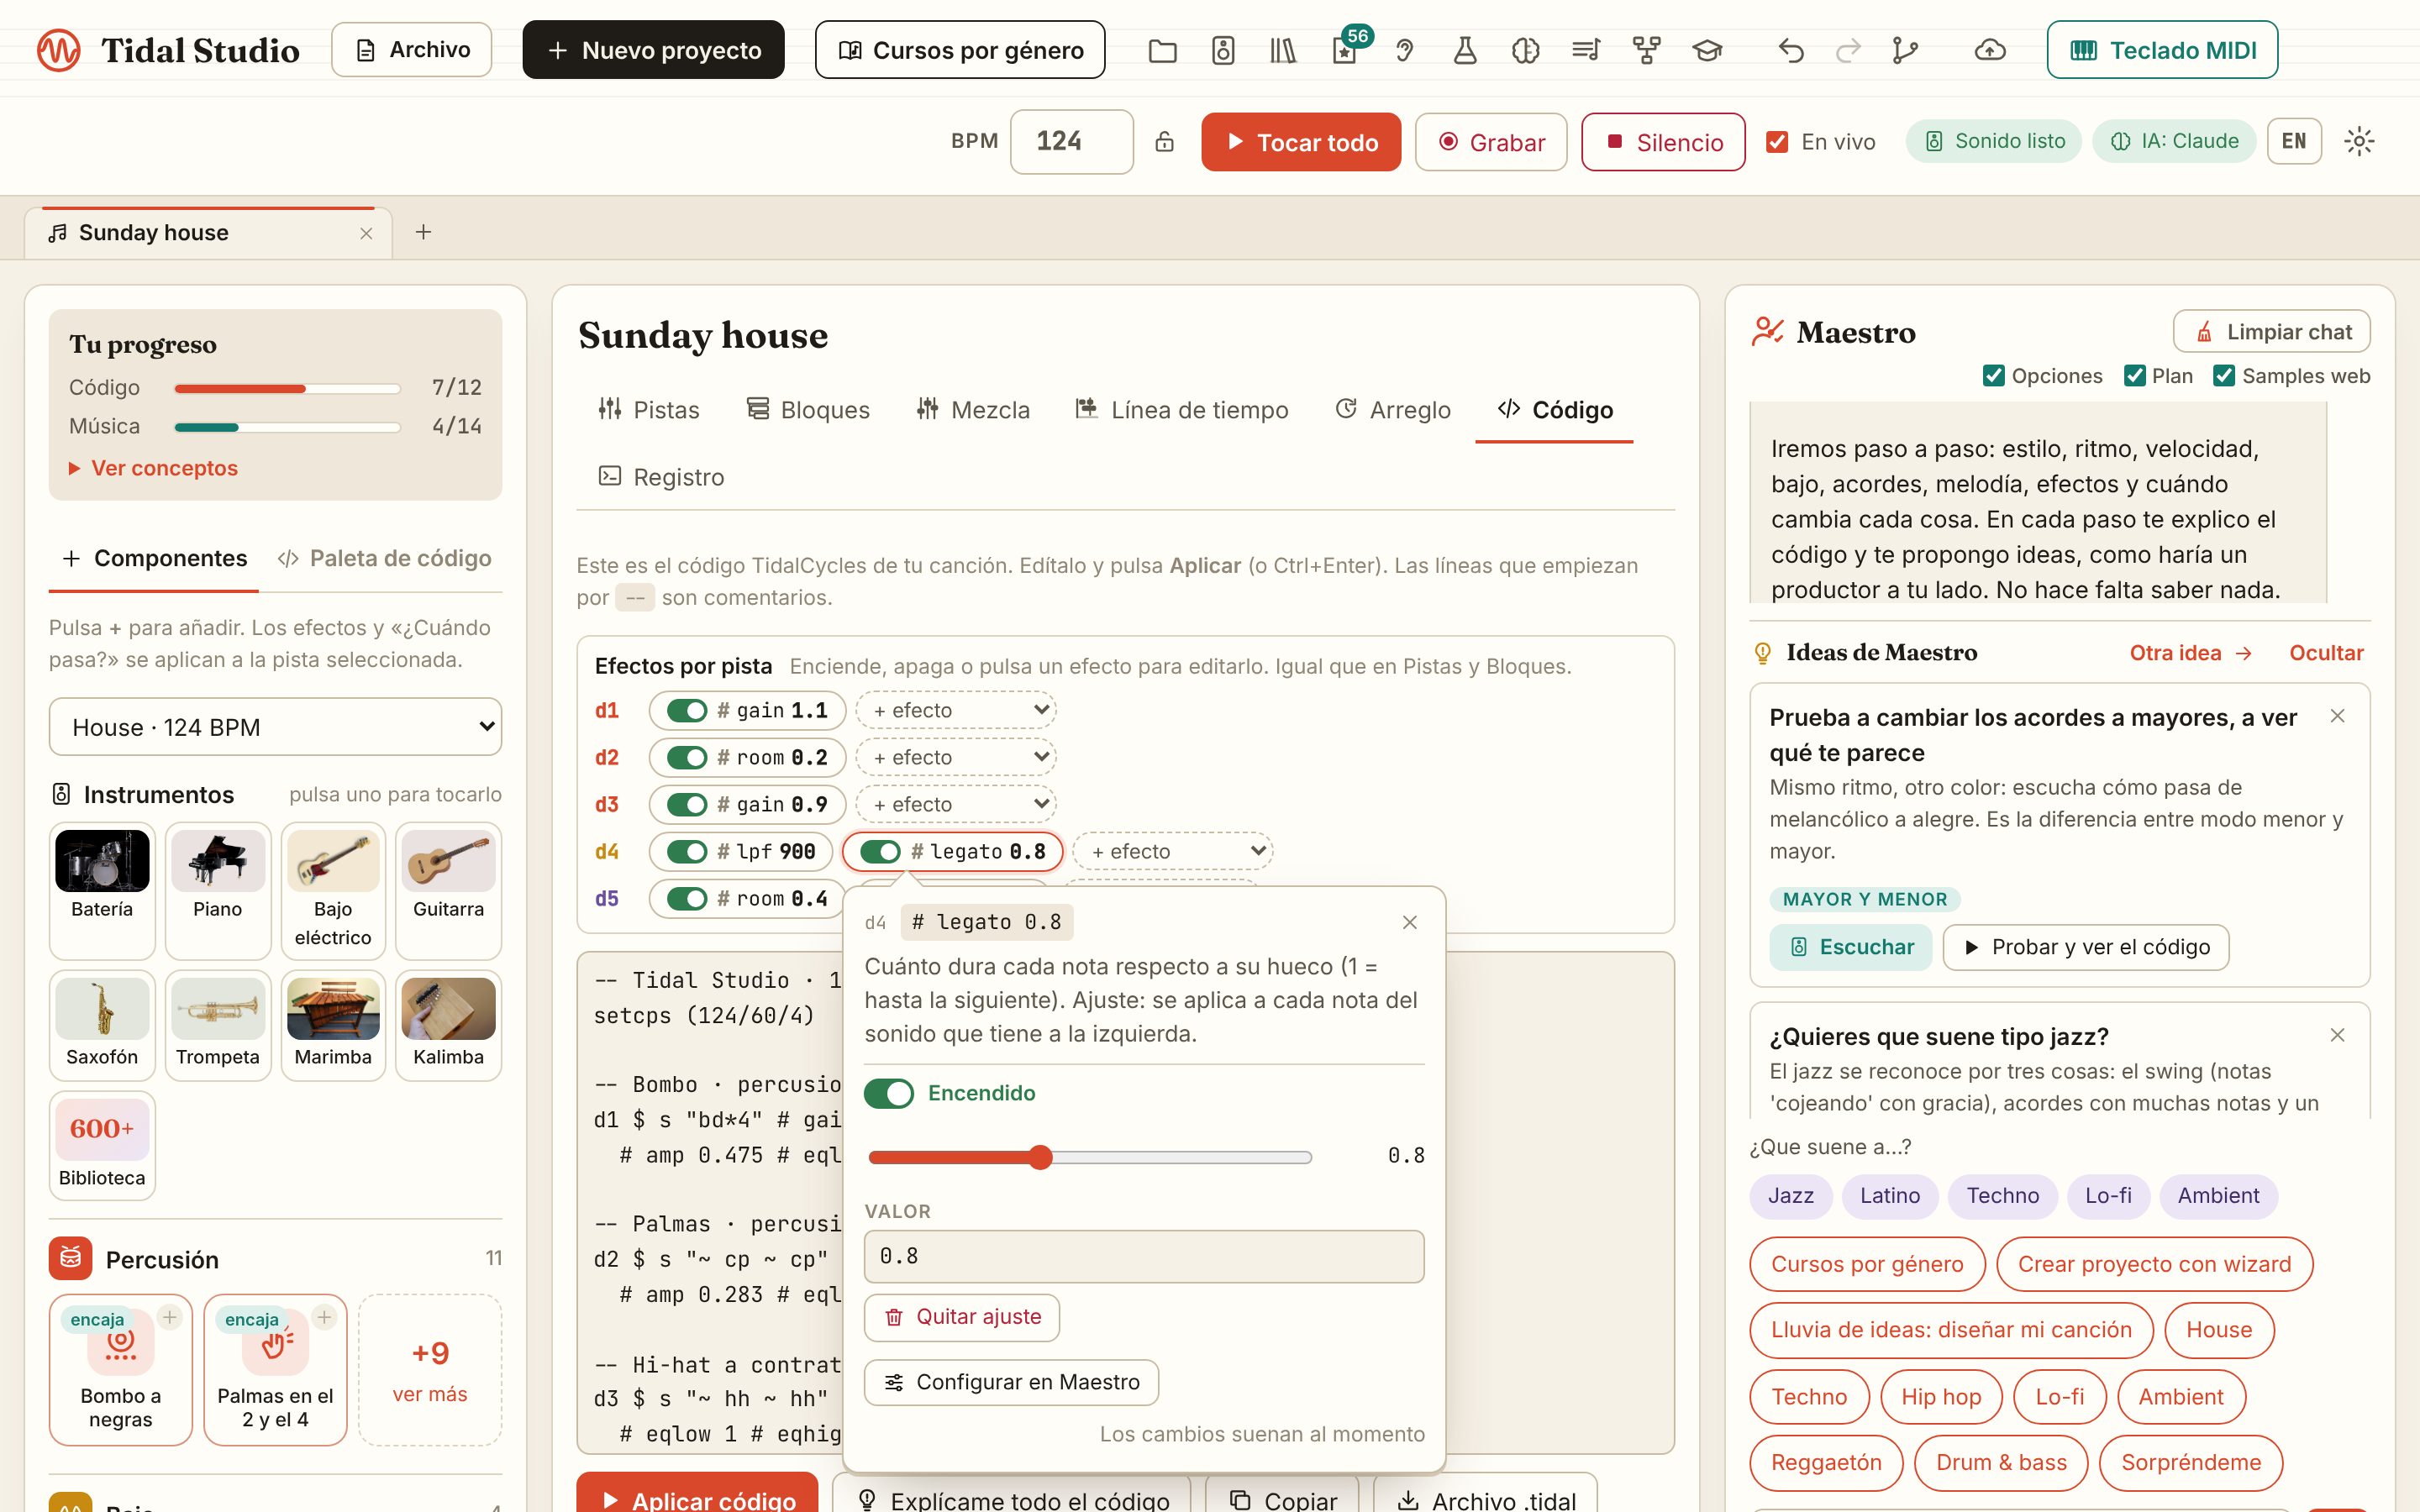 Tidal Studio
Archivo
+ Nuevo proyecto
Cursos por género
56
Teclado MIDI
BPM 124
Tocar todo
Grabar
Silencio
En vivo
Sonido listo
IA: Claude
EN
Sunday house
Tu progreso
Código 7/12
Música 4/14
Ver conceptos
+ Componentes
</> Paleta de código
Pulsa + para añadir. Los efectos y «¿Cuándo
pasa?» se aplican a la pista seleccionada.
House · 124 BPM
Instrumentos pulsa uno para tocarlo
Batería
Piano
Bajo
eléctrico
Guitarra
Saxofón
Trompeta
Marimba
Kalimba
600+
Biblioteca
Percusión 11
encaja
Bombo a
negras
encaja
Palmas en el
2 y el 4
+9
ver más
Sunday house
Pistas
Bloques
Mezcla
Línea de tiempo
Arreglo
</> Código
Registro
Este es el código TidalCycles de tu canción. Edítalo y pulsa Aplicar (o Ctrl+Enter). Las líneas que empiezan
por -- son comentarios.
Efectos por pista Enciende, apaga o pulsa un efecto para editarlo. Igual que en Pistas y Bloques.
d1 # gain 1.1 + efecto
d2 # room 0.2 + efecto
d3 # gain 0.9 + efecto
d4 # lpf 900 # legato 0.8 + efecto
d5 # room 0.4
d4 # legato 0.8
Cuánto dura cada nota respecto a su hueco (1 =
hasta la siguiente). Ajuste: se aplica a cada nota del
sonido que tiene a la izquierda.
Encendido
0.8
VALOR
0.8
Quitar ajuste
Configurar en Maestro
Los cambios suenan al momento
-- Tidal Studio · 1
setcps (124/60/4)
-- Bombo · percusio
d1 $ s "bd*4" # gai
# amp 0.475 # eql
-- Palmas · percusi
d2 $ s "~ cp ~ cp"
# amp 0.283 # eql
-- Hi-hat a contrat
d3 $ s "~ hh ~ hh"
# eqlow 1 # eqhig
Aplicar código
Explícame todo el código
Copiar
Archivo .tidal
Maestro
Limpiar chat
Opciones
Plan
Samples web
Iremos paso a paso: estilo, ritmo, velocidad,
bajo, acordes, melodía, efectos y cuándo
cambia cada cosa. En cada paso te explico el
código y te propongo ideas, como haría un
productor a tu lado. No hace falta saber nada.
Ideas de Maestro
Otra idea →
Ocultar
Prueba a cambiar los acordes a mayores, a ver
qué te parece
Mismo ritmo, otro color: escucha cómo pasa de
melancólico a alegre. Es la diferencia entre modo menor y
mayor.
MAYOR Y MENOR
Escuchar
Probar y ver el código
¿Quieres que suene tipo jazz?
El jazz se reconoce por tres cosas: el swing (notas
'cojeando' con gracia), acordes con muchas notas y un
¿Que suene a...?
Jazz
Latino
Techno
Lo-fi
Ambient
Cursos por género
Crear proyecto con wizard
Lluvia de ideas: diseñar mi canción
House
Techno
Hip hop
Lo-fi
Ambient
Reggaetón
Drum & bass
Sorpréndeme